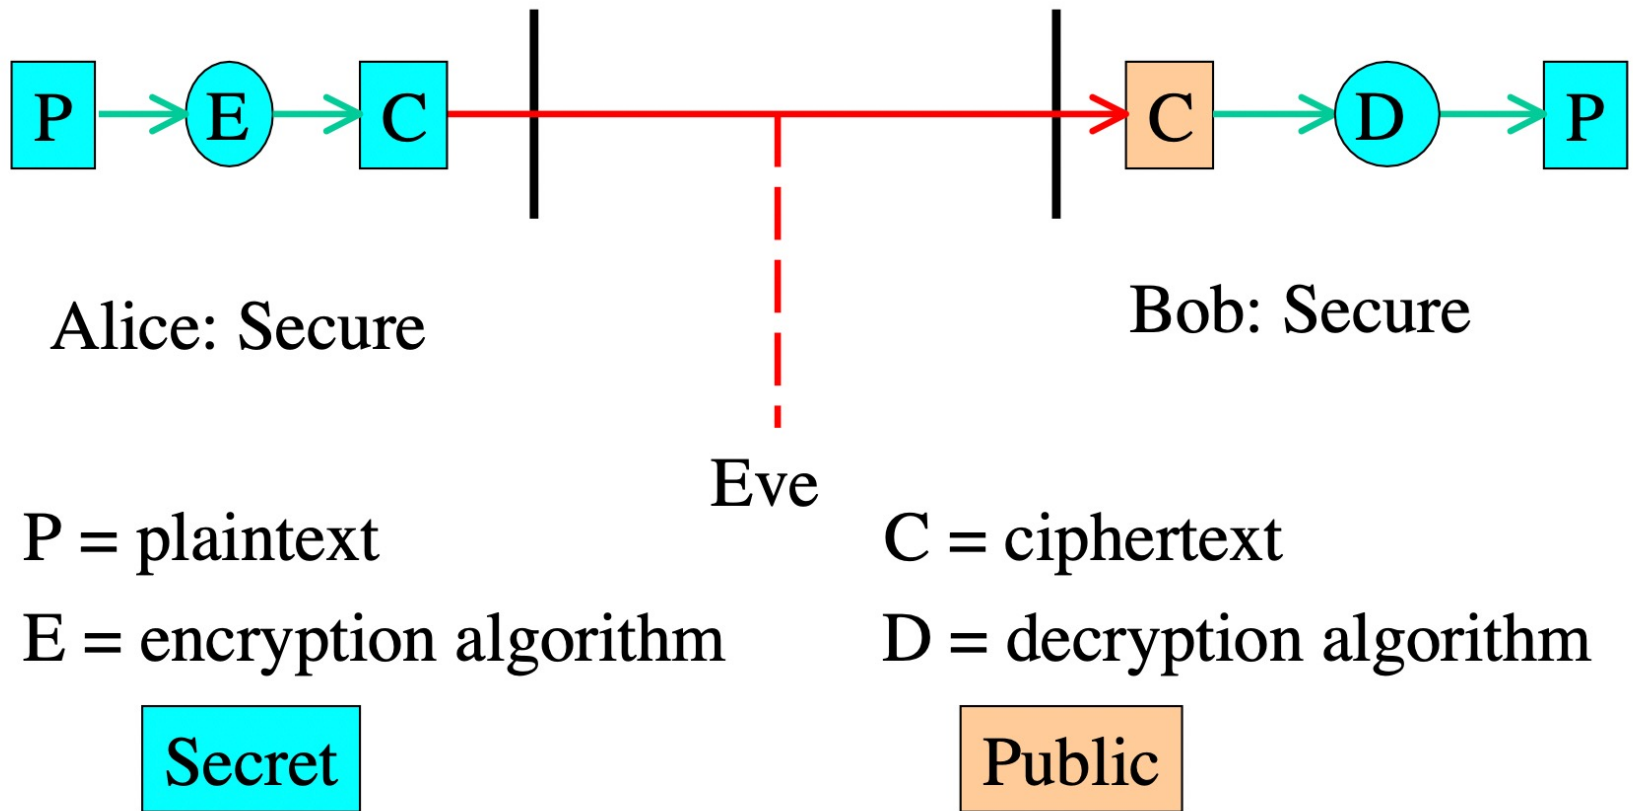 P E C C D P
Alice: Secure
Bob: Secure
Eve
P = plaintext
C = ciphertext
E = encryption algorithm
D = decryption algorithm
Secret
Public